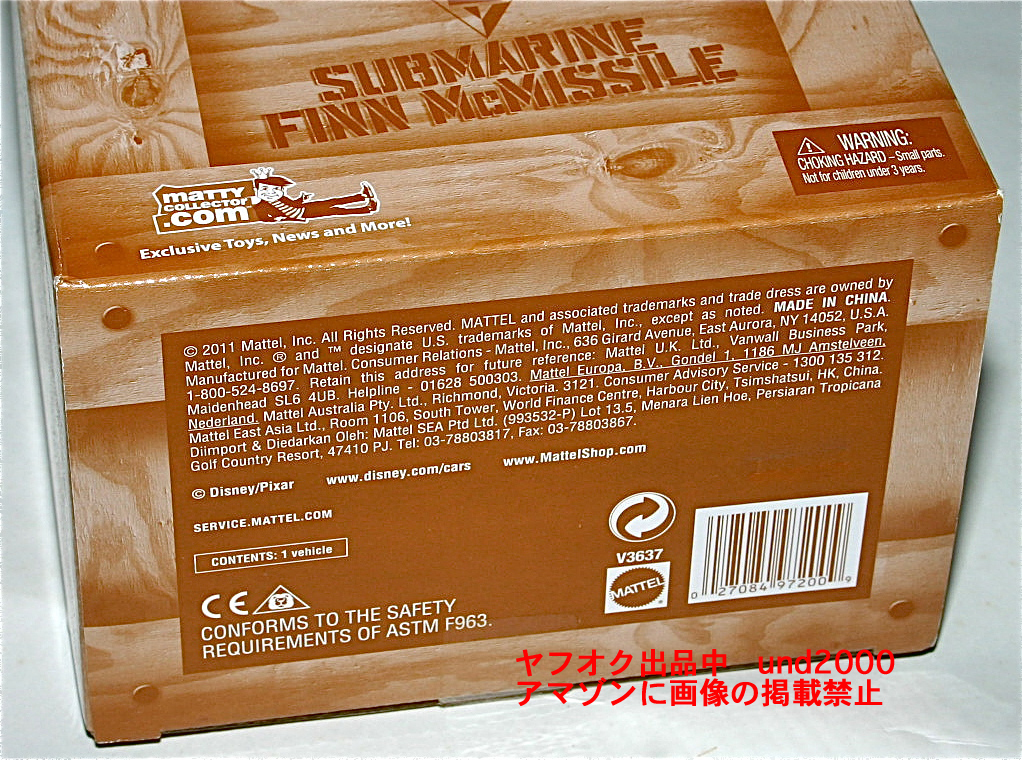 SUBMARINE
FINN McMISSILE
WARNING:
CHOKING HAZARD – Small parts.
Not for children under 3 years.
matty
COLLECTOR
.com
Exclusive Toys, News and More!
© 2011 Mattel, Inc. All Rights Reserved. MATTEL and associated trademarks and trade dress are owned by
Mattel, Inc. ® and ™ designate U.S. trademarks of Mattel, Inc., except as noted. MADE IN CHINA.
Manufactured for Mattel. Consumer Relations - Mattel, Inc., 636 Girard Avenue, East Aurora, NY 14052, U.S.A.
1-800-524-8697. Retain this address for future reference: Mattel U.K. Ltd., Vanwall Business Park,
Maidenhead SL6 4UB. Helpline - 01628 500303. Mattel Europa, B.V., Gondel 1, 1186 MJ Amstelveen,
Nederland. Mattel Australia Pty. Ltd., Richmond, Victoria. 3121. Consumer Advisory Service - 1300 135 312.
Mattel East Asia Ltd., Room 1106, South Tower, World Finance Centre, Harbour City, Tsimshatsui, HK, China.
Diimport & Diedarkan Oleh: Mattel SEA Ptd Ltd. (993532-P) Lot 13.5, Menara Lien Hoe, Persiaran Tropicana
Golf Country Resort, 47410 PJ. Tel: 03-78803817, Fax: 03-78803867.
© Disney/Pixar www.disney.com/cars www.MattelShop.com
SERVICE.MATTEL.COM
CONTENTS: 1 vehicle
CE
CONFORMS TO THE SAFETY
REQUIREMENTS OF ASTM F963.
V3637
MATTEL
0 27084 97200 9
ヤフオク出品中 und2000
アマゾンに画像の掲載禁止